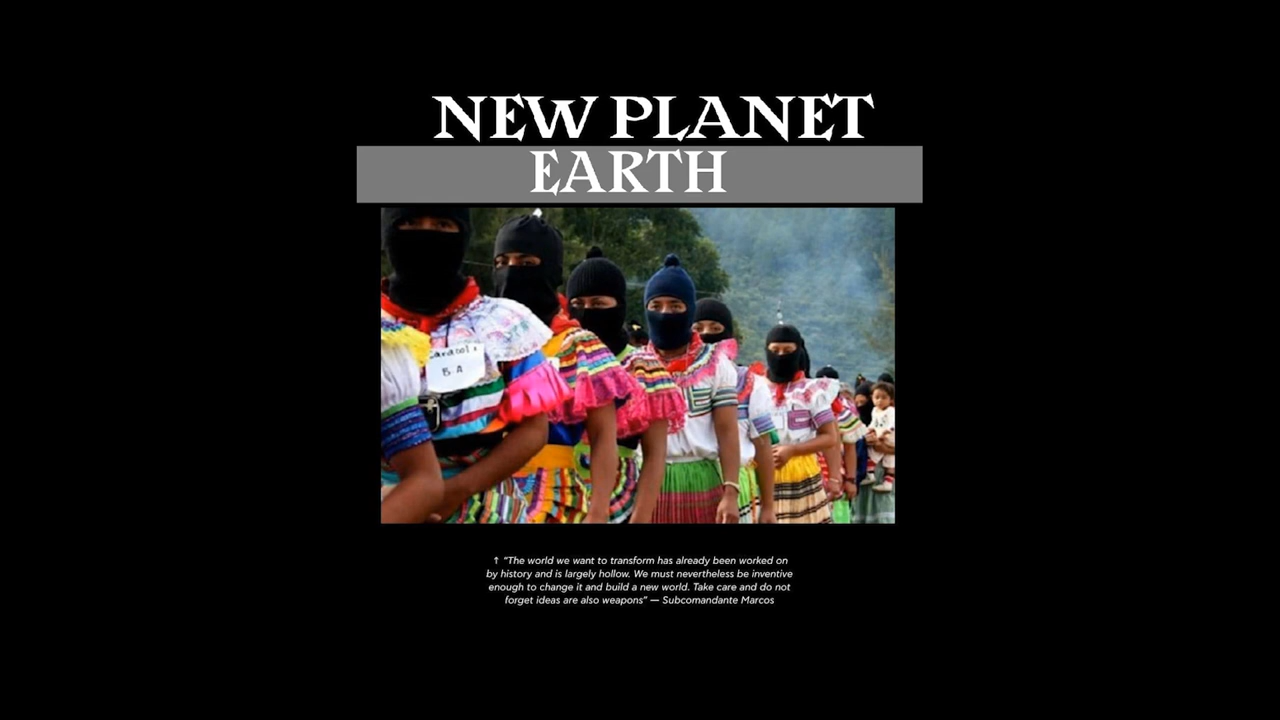 NEW PLANET
EARTH
B.A
↑ "The world we want to transform has already been worked on
by history and is largely hollow. We must nevertheless be inventive
enough to change it and build a new world. Take care and do not
forget ideas are also weapons" — Subcomandante Marcos